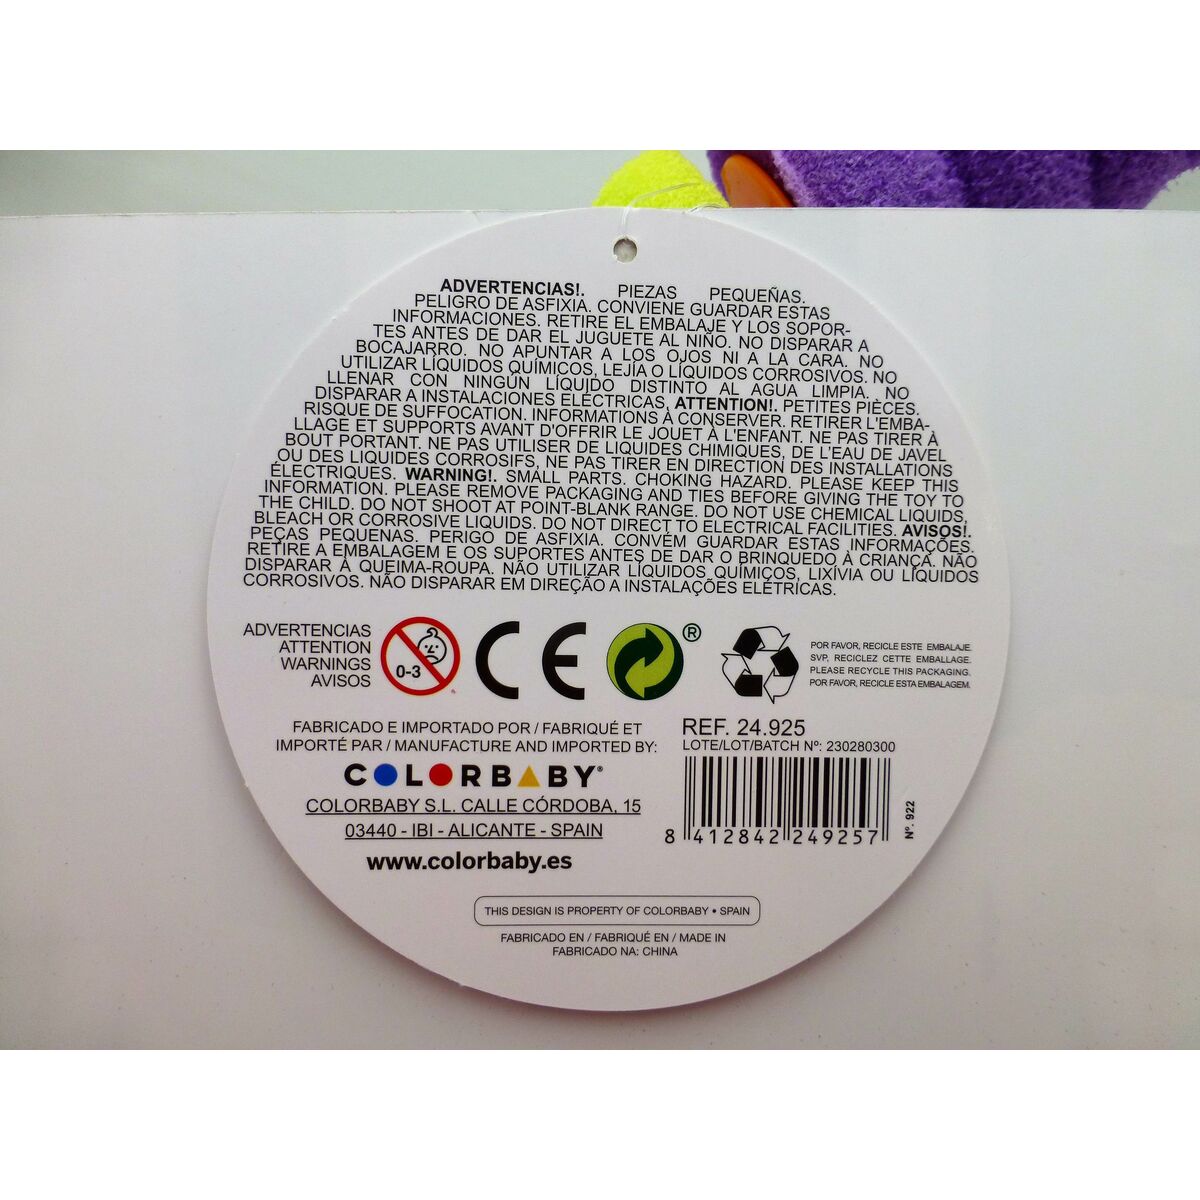 ADVERTENCIAS!. PIEZAS PEQUEÑAS.
PELIGRO DE ASFIXIA. CONVIENE GUARDAR ESTAS
INFORMACIONES. RETIRE EL EMBALAJE Y LOS SOPOR-
TES ANTES DE DAR EL JUGUETE AL NIÑO. NO DISPARAR A
BOCAJARRO. NO APUNTAR A LOS OJOS NI A LA CARA. NO
UTILIZAR LÍQUIDOS QUÍMICOS, LEJÍA O LÍQUIDOS CORROSIVOS. NO
LLENAR CON NINGÚN LÍQUIDO DISTINTO AL AGUA LIMPIA. NO
DISPARAR A INSTALACIONES ELÉCTRICAS, ATTENTION!. PETITES PIÈCES.
RISQUE DE SUFFOCATION. INFORMATIONS À CONSERVER. RETIRER L'EMBA-
LLAGE ET SUPPORTS AVANT D'OFFRIR LE JOUET À L'ENFANT. NE PAS TIRER À
BOUT PORTANT. NE PAS UTILISER DE LIQUIDES CHIMIQUES, DE L'EAU DE JAVEL
OU DES LIQUIDES CORROSIFS, NE PAS TIRER EN DIRECTION DES INSTALLATIONS
ÉLECTRIQUES. WARNING!. SMALL PARTS. CHOKING HAZARD. PLEASE KEEP THIS
INFORMATION. PLEASE REMOVE PACKAGING AND TIES BEFORE GIVING THE TOY TO
THE CHILD. DO NOT SHOOT AT POINT-BLANK RANGE. DO NOT USE CHEMICAL LIQUIDS,
BLEACH OR CORROSIVE LIQUIDS. DO NOT DIRECT TO ELECTRICAL FACILITIES. AVISOS!.
PEÇAS PEQUENAS. PERIGO DE ASFIXIA. CONVÉM GUARDAR ESTAS INFORMAÇÕES.
RETIRE A EMBALAGEM E OS SUPORTES ANTES DE DAR O BRINQUEDO À CRIANÇA. NÃO
DISPARAR À QUEIMA-ROUPA. NÃO UTILIZAR LÍQUIDOS QUÍMICOS, LIXÍVIA OU LÍQUIDOS
CORROSIVOS. NÃO DISPARAR EM DIREÇÃO A INSTALAÇÕES ELÉTRICAS.
ADVERTENCIAS
ATTENTION
WARNINGS
AVISOS
0-3
CE
®
POR FAVOR, RECICLE ESTE EMBALAJE.
SVP, RECICLEZ CETTE EMBALLAGE.
PLEASE RECYCLE THIS PACKAGING.
POR FAVOR, RECICLE ESTA EMBALAGEM.
FABRICADO E IMPORTADO POR / FABRIQUÉ ET
IMPORTÉ PAR / MANUFACTURE AND IMPORTED BY:
COLORBABY®
COLORBABY S.L. CALLE CÓRDOBA, 15
03440 - IBI - ALICANTE - SPAIN
www.colorbaby.es
REF. 24.925
LOTE/LOT/BATCH Nº: 230280300
8 412842 249257
Nº. 922
THIS DESIGN IS PROPERTY OF COLORBABY • SPAIN
FABRICADO EN / FABRIQUÉ EN / MADE IN
FABRICADO NA: CHINA